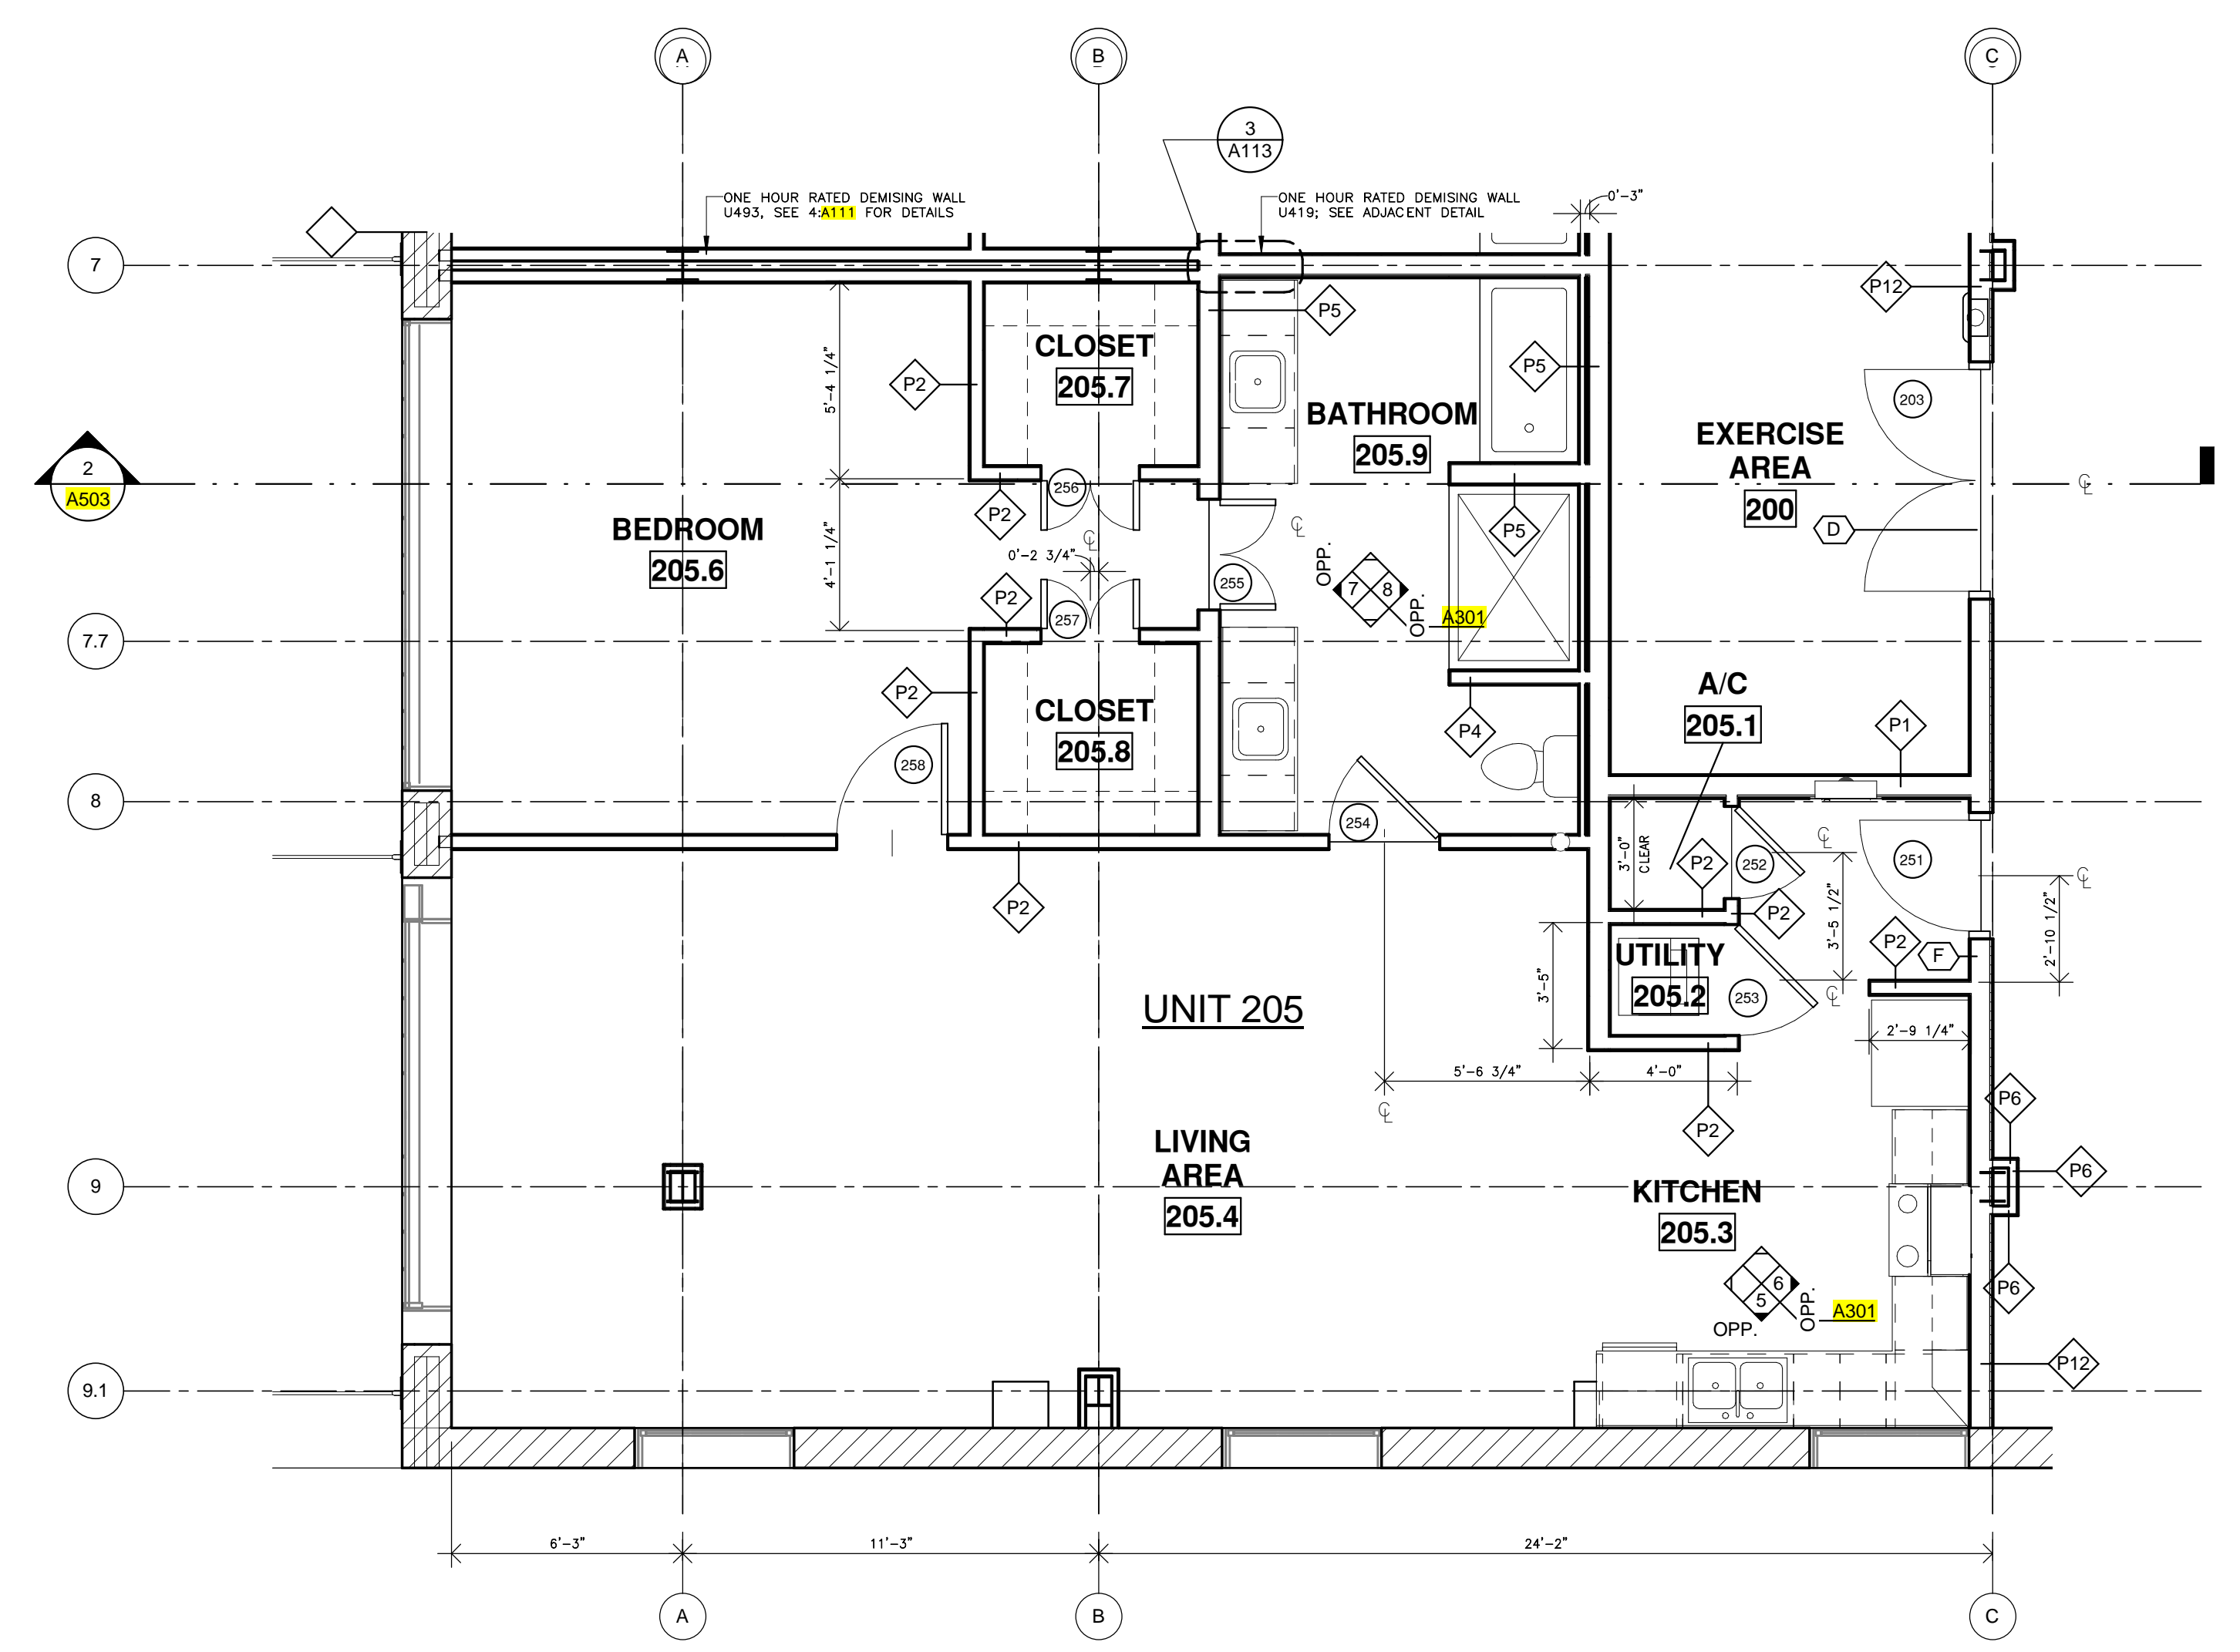 A
B
C
3
A113
ONE HOUR RATED DEMISING WALL
U493, SEE 4:A111 FOR DETAILS
ONE HOUR RATED DEMISING WALL
U419; SEE ADJACENT DETAIL
0'-3"
7
P12
P5
CLOSET
205.7
P2
5'-4 1/4"
P5
203
BATHROOM
205.9
EXERCISE
AREA
200
2
A503
256
P2
P5
D
BEDROOM
205.6
4'-1 1/4"
0'-2 3/4"
255
OPP.
7
8
OPP.
A301
P2
257
7.7
P2
CLOSET
205.8
A/C
205.1
P1
P4
258
8
254
3'-0"
CLEAR
P2
252
251
P2
P2
3'-5 1/2"
P2
F
2'-10 1/2"
UTILITY
205.2
253
3'-5"
UNIT 205
2'-9 1/4"
5'-6 3/4"
4'-0"
P2
P6
LIVING
AREA
205.4
P6
9
KITCHEN
205.3
6
5
OPP.
OPP.
A301
P6
P12
9.1
6'-3"
11'-3"
24'-2"
A
B
C